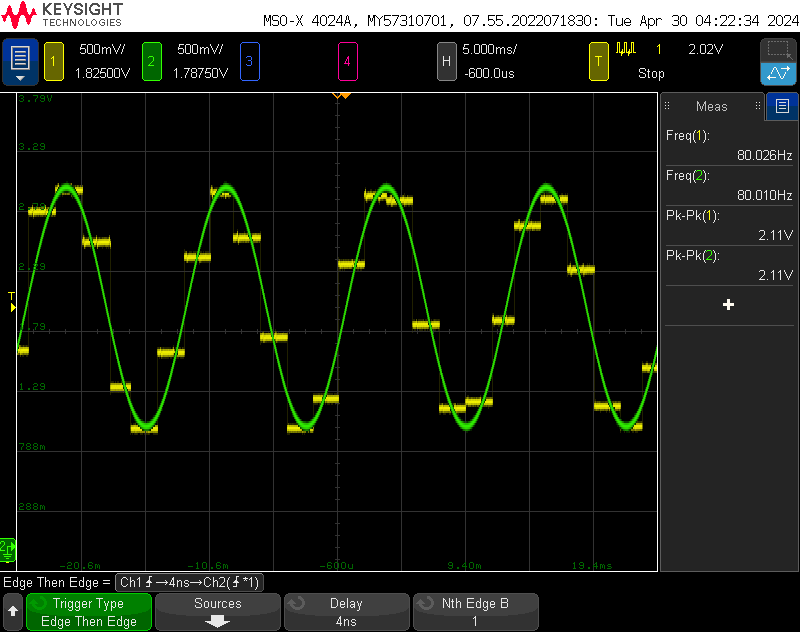 KEYSIGHT
TECHNOLOGIES
MSO-X 4024A, MY57310701, 07.55.2022071830: Tue Apr 30 04:22:34 2024
1 500mV/ 2 500mV/ 3 4 H 5.000ms/ T 1 2.02V
1.82500V 1.78750V -600.0us Stop
3.79V
3.29
2.79
2.29
1.79
1.29
788m
288m
T
2
-20.6m -10.6m -600u 9.40m 19.4ms
Meas
Freq(1):
80.026Hz
Freq(2):
80.010Hz
Pk-Pk(1):
2.11V
Pk-Pk(2):
2.11V
+
Edge Then Edge = Ch1 →4ns→Ch2( *1)
Trigger Type Sources Delay Nth Edge B
Edge Then Edge 4ns 1